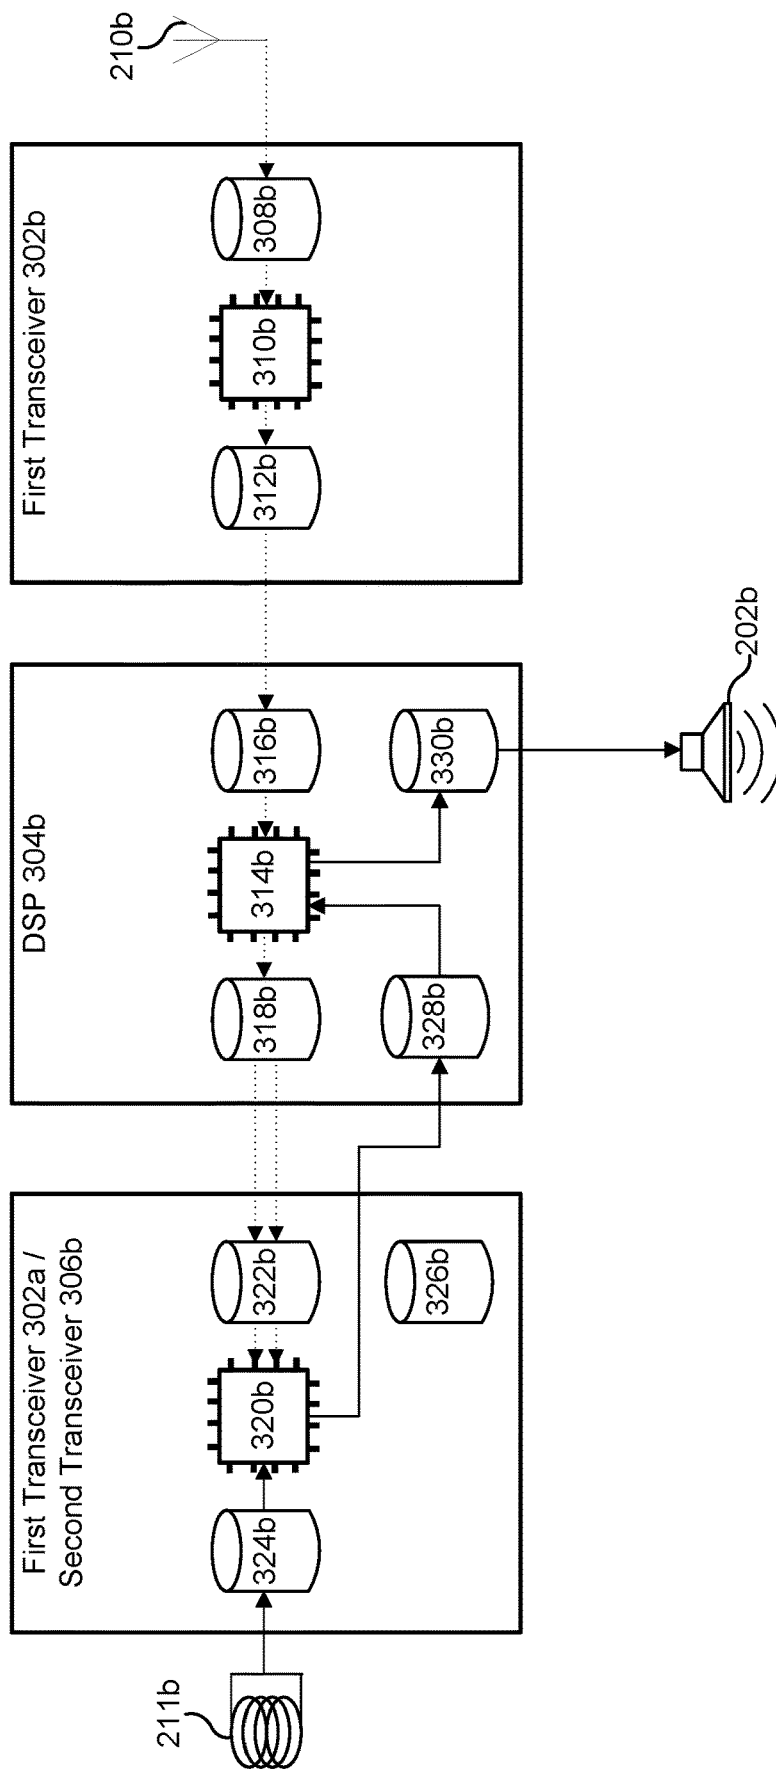 First Transceiver 302a /
Second Transceiver 306b
324b
320b
322b
326b
211b
DSP 304b
318b
314b
316b
328b
330b
202b
First Transceiver 302b
312b
310b
308b
210b